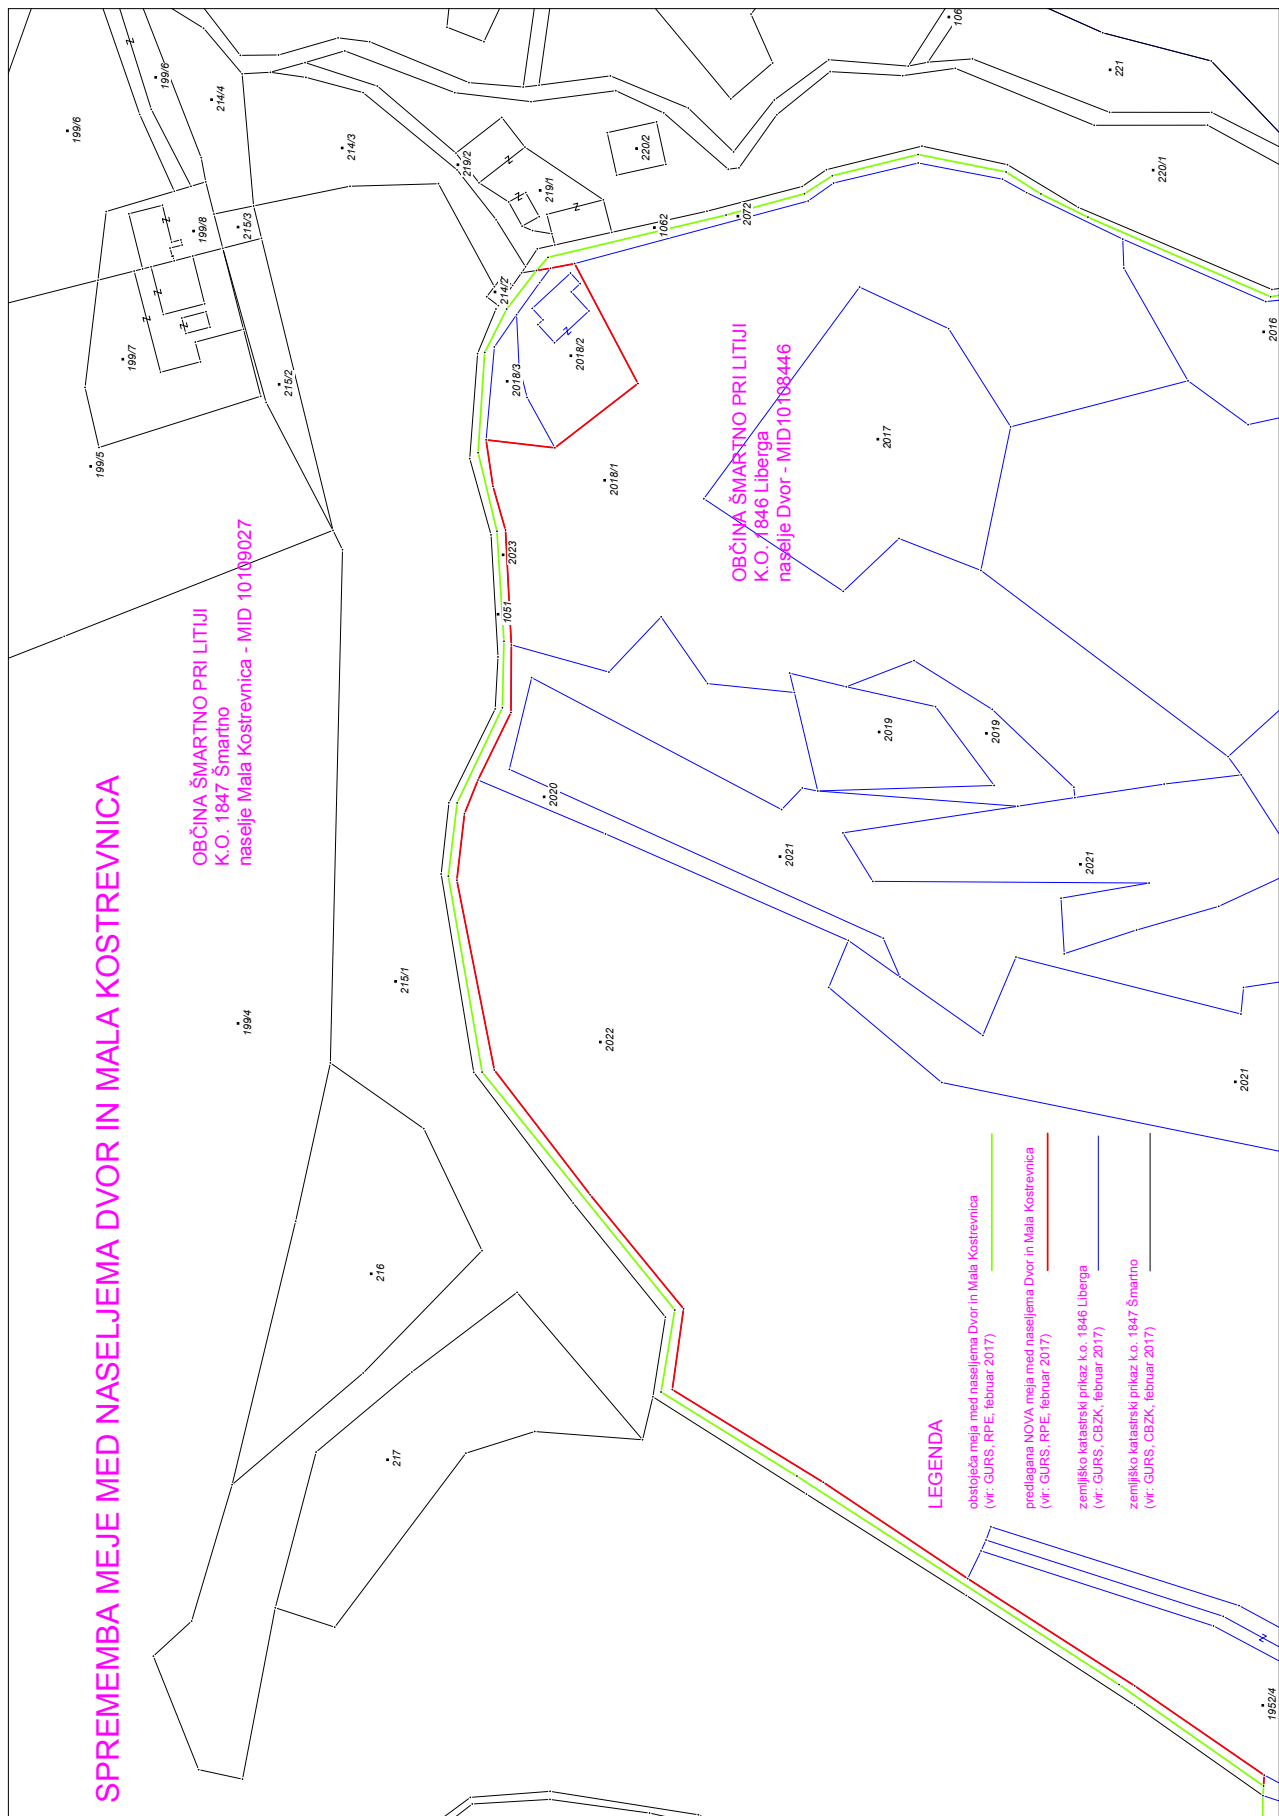 SPREMEMBA MEJE MED NASELJEMA DVOR IN MALA KOSTREVNICA
OBČINA ŠMARTNO PRI LITIJI
K.O. 1847 Šmartno
naselje Mala Kostrevnica - MID 10109027
OBČINA ŠMARTNO PRI LITIJI
K.O. 1846 Liberga
naselje Dvor - MID10108446
LEGENDA
obstoječa meja med naseljema Dvor in Mala Kostrevnica
(vir: GURS, RPE, februar 2017)
predlagana NOVA meja med naseljema Dvor in Mala Kostrevnica
(vir: GURS, RPE, februar 2017)
zemljiško katastrski prikaz k.o. 1846 Liberga
(vir: GURS, CBZK, februar 2017)
zemljiško katastrski prikaz k.o. 1847 Šmartno
(vir: GURS, CBZK, februar 2017)
199/6
199/6
214/4
214/3
219/2
219/1
220/2
220/1
221
106
199/8
215/3
199/7
215/2
199/5
214/2
1062
2072
2018/3
2018/2
2018/1
2016
2017
2023
1051
2019
2019
2020
2021
2021
2021
2022
199/4
215/1
216
217
1952/4
Z
Z
Z
Z
Z
Z
Z
Z
Z
Z